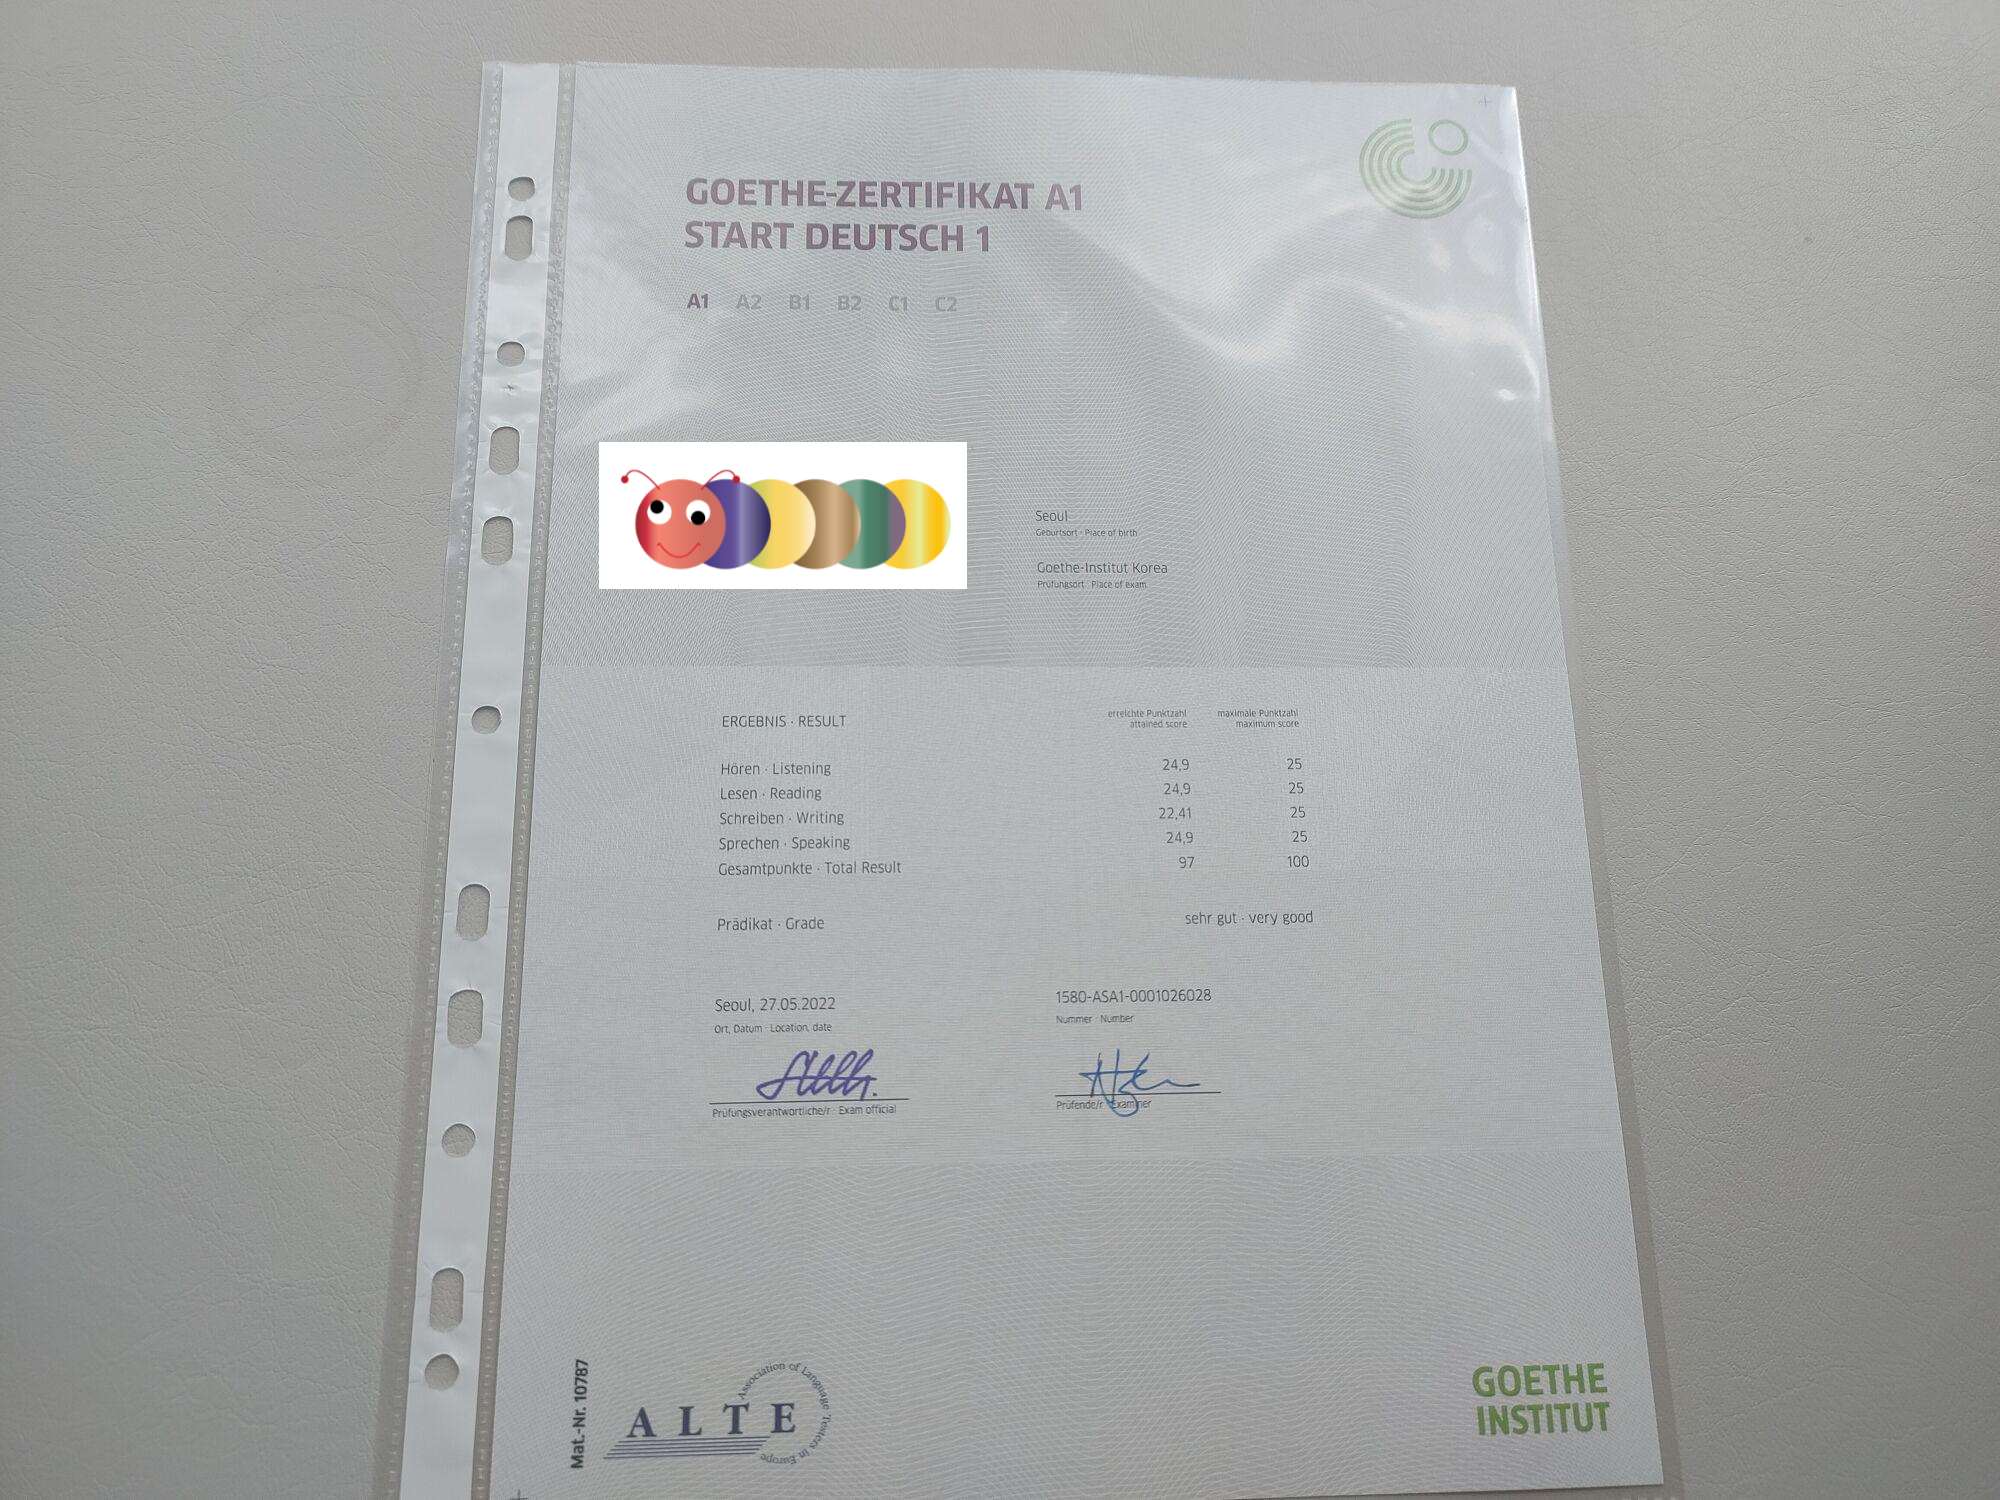 GOETHE-ZERTIFIKAT A1
START DEUTSCH 1
A1 A2 B1 B2 C1 C2
Seoul
Geburtsort · Place of birth
Goethe-Institut Korea
Prüfungsort · Place of exam
ERGEBNIS · RESULT
erreichte Punktzahl maximale Punktzahl
attained score maximum score
Hören · Listening 24,9 25
Lesen · Reading 24,9 25
Schreiben · Writing 22,41 25
Sprechen · Speaking 24,9 25
Gesamtpunkte · Total Result 97 100
Prädikat · Grade sehr gut · very good
Seoul, 27.05.2022
Ort, Datum · Location, date
1580-ASA1-0001026028
Nummer · Number
Prüfungsverantwortliche/r · Exam official
Prüfende/r · Examiner
Mat.-Nr. 10787
ALTE
Association of Language Testers in Europe
GOETHE
INSTITUT